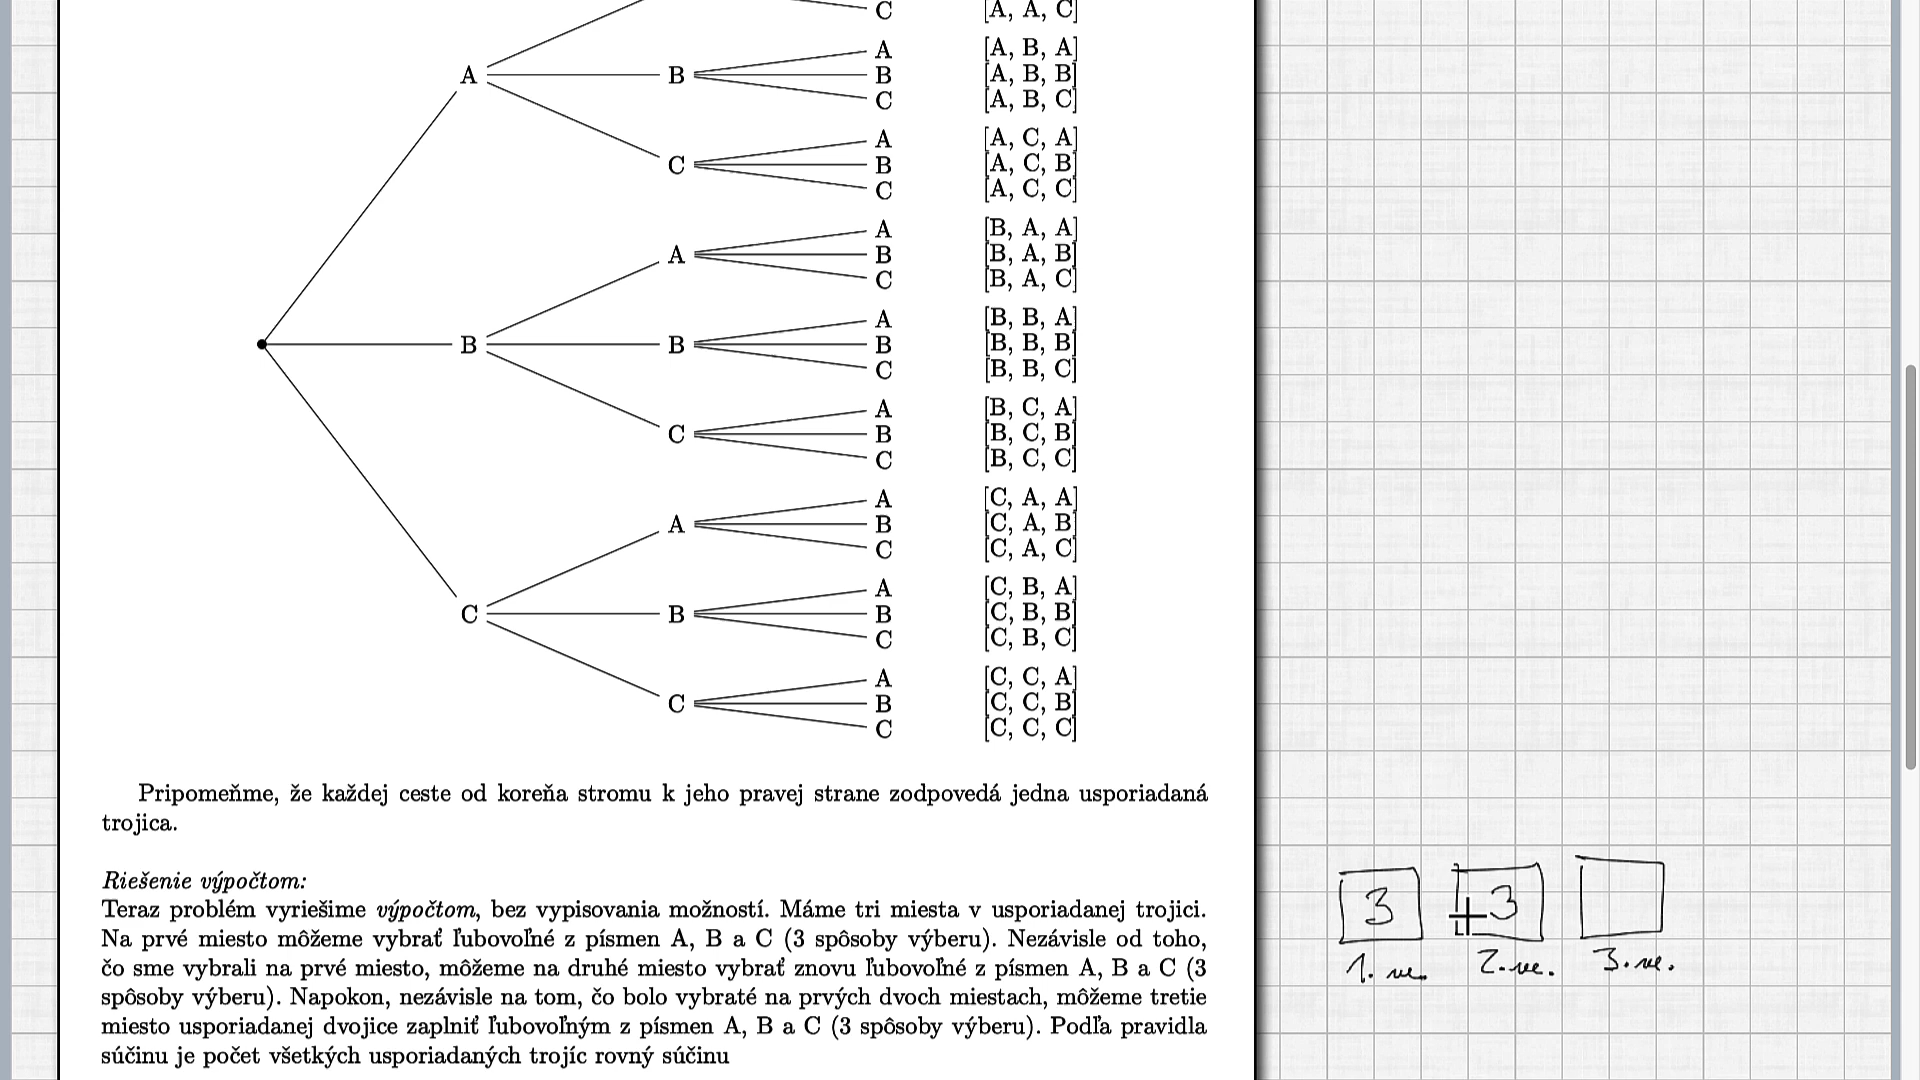 C [A, A, C]
A [A, B, A]
A B B [A, B, B]
C [A, B, C]
A [A, C, A]
C B [A, C, B]
C [A, C, C]
A [B, A, A]
A B [B, A, B]
C [B, A, C]
A [B, B, A]
B B B [B, B, B]
C [B, B, C]
A [B, C, A]
C B [B, C, B]
C [B, C, C]
A [C, A, A]
A B [C, A, B]
C [C, A, C]
A [C, B, A]
C B B [C, B, B]
C [C, B, C]
A [C, C, A]
C B [C, C, B]
C [C, C, C]
Pripomeňme, že každej ceste od koreňa stromu k jeho pravej strane zodpovedá jedna usporiadaná
trojica.
Riešenie výpočtom:
Teraz problém vyriešime výpočtom, bez vypisovania možností. Máme tri miesta v usporiadanej trojici.
Na prvé miesto môžeme vybrať ľubovoľné z písmen A, B a C (3 spôsoby výberu). Nezávisle od toho,
čo sme vybrali na prvé miesto, môžeme na druhé miesto vybrať znovu ľubovoľné z písmen A, B a C (3
spôsoby výberu). Napokon, nezávisle na tom, čo bolo vybraté na prvých dvoch miestach, môžeme tretie
miesto usporiadanej dvojice zaplniť ľubovoľným z písmen A, B a C (3 spôsoby výberu). Podľa pravidla
súčinu je počet všetkých usporiadaných trojíc rovný súčinu
3 3
1. m. 2. m. 3. m.